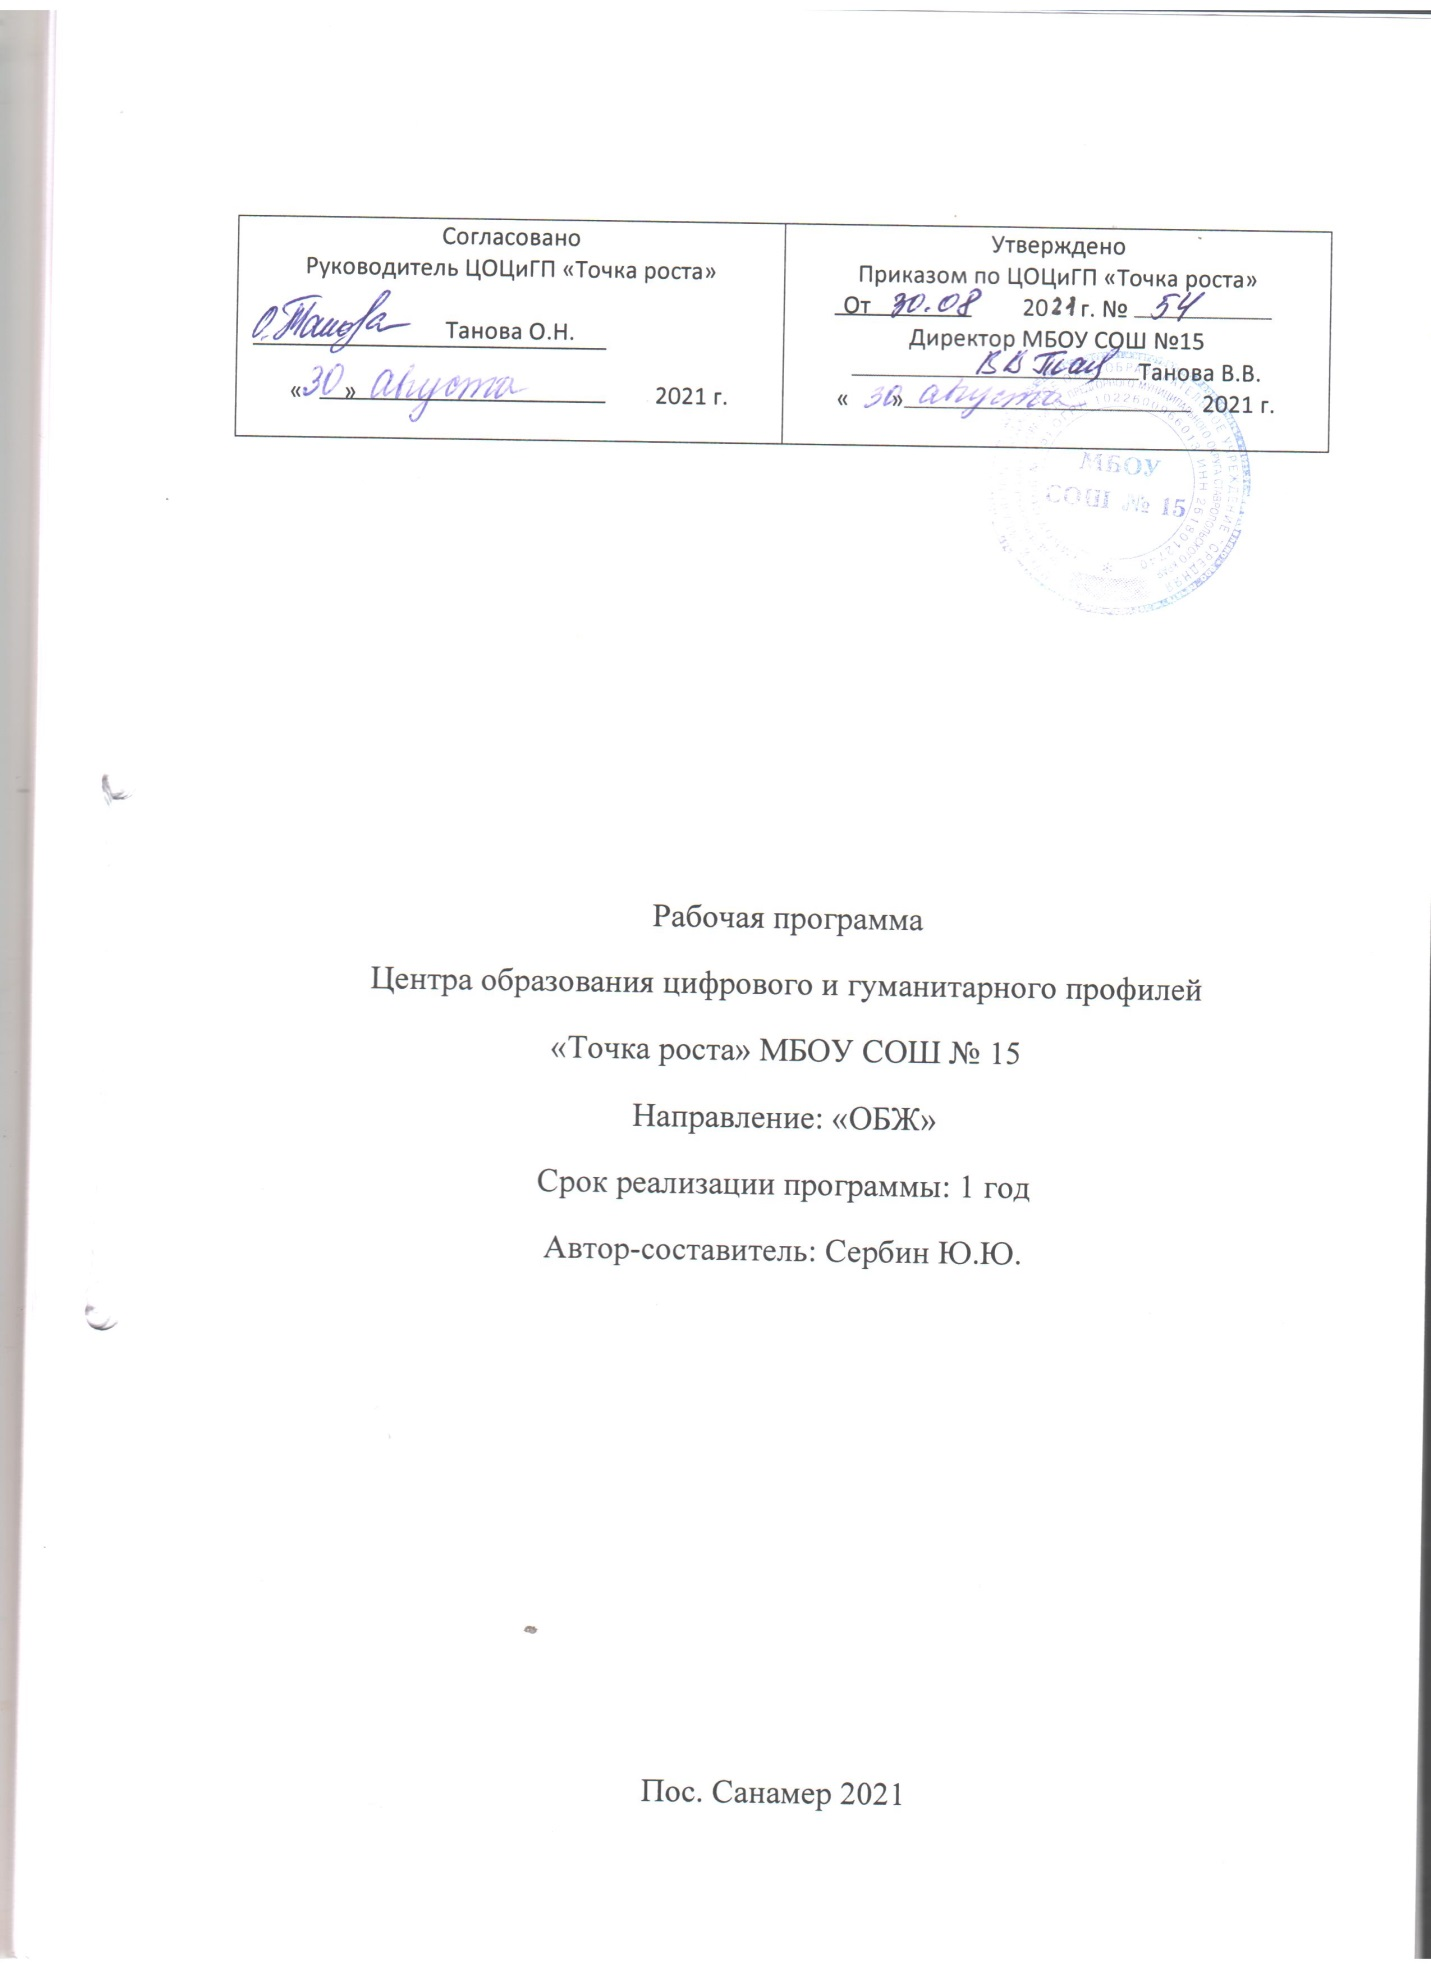 Согласовано
Руководитель ЦОЦиГП «Точка роста»
О.Танова Танова О.Н.
«30» августа 2021 г.
Утверждено
Приказом по ЦОЦиГП «Точка роста»
От 30.08 2021 г. № 54
Директор МБОУ СОШ №15
Танова В.В.
«30» августа 2021 г.
МБОУ
СОШ № 15
Рабочая программа
Центра образования цифрового и гуманитарного профилей
«Точка роста» МБОУ СОШ № 15
Направление: «ОБЖ»
Срок реализации программы: 1 год
Автор-составитель: Сербин Ю.Ю.
Пос. Санамер 2021